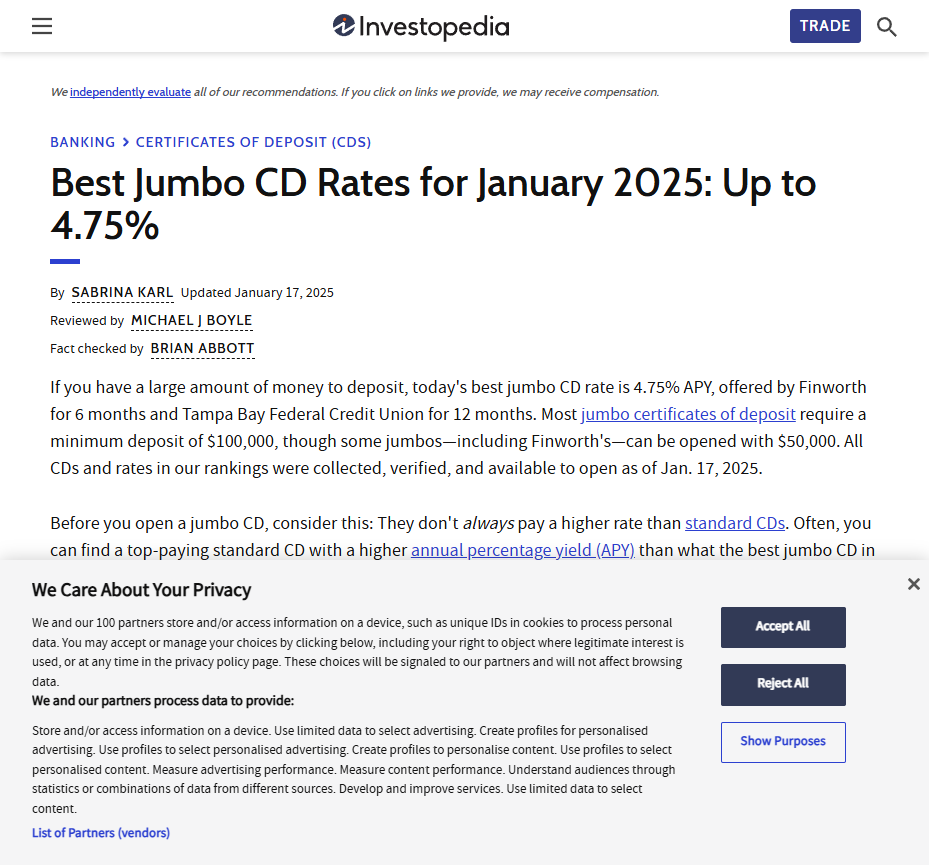 Investopedia
TRADE
We independently evaluate all of our recommendations. If you click on links we provide, we may receive compensation.
BANKING > CERTIFICATES OF DEPOSIT (CDS)
Best Jumbo CD Rates for January 2025: Up to
4.75%
By SABRINA KARL Updated January 17, 2025
Reviewed by MICHAEL J BOYLE
Fact checked by BRIAN ABBOTT
If you have a large amount of money to deposit, today's best jumbo CD rate is 4.75% APY, offered by Finworth
for 6 months and Tampa Bay Federal Credit Union for 12 months. Most jumbo certificates of deposit require a
minimum deposit of $100,000, though some jumbos—including Finworth's—can be opened with $50,000. All
CDs and rates in our rankings were collected, verified, and available to open as of Jan. 17, 2025.
Before you open a jumbo CD, consider this: They don't always pay a higher rate than standard CDs. Often, you
can find a top-paying standard CD with a higher annual percentage yield (APY) than what the best jumbo CD in
We Care About Your Privacy
We and our 100 partners store and/or access information on a device, such as unique IDs in cookies to process personal
data. You may accept or manage your choices by clicking below, including your right to object where legitimate interest is
used, or at any time in the privacy policy page. These choices will be signaled to our partners and will not affect browsing
data.
We and our partners process data to provide:
Store and/or access information on a device. Use limited data to select advertising. Create profiles for personalised
advertising. Use profiles to select personalised advertising. Create profiles to personalise content. Use profiles to select
personalised content. Measure advertising performance. Measure content performance. Understand audiences through
statistics or combinations of data from different sources. Develop and improve services. Use limited data to select
content.
List of Partners (vendors)
Accept All
Reject All
Show Purposes